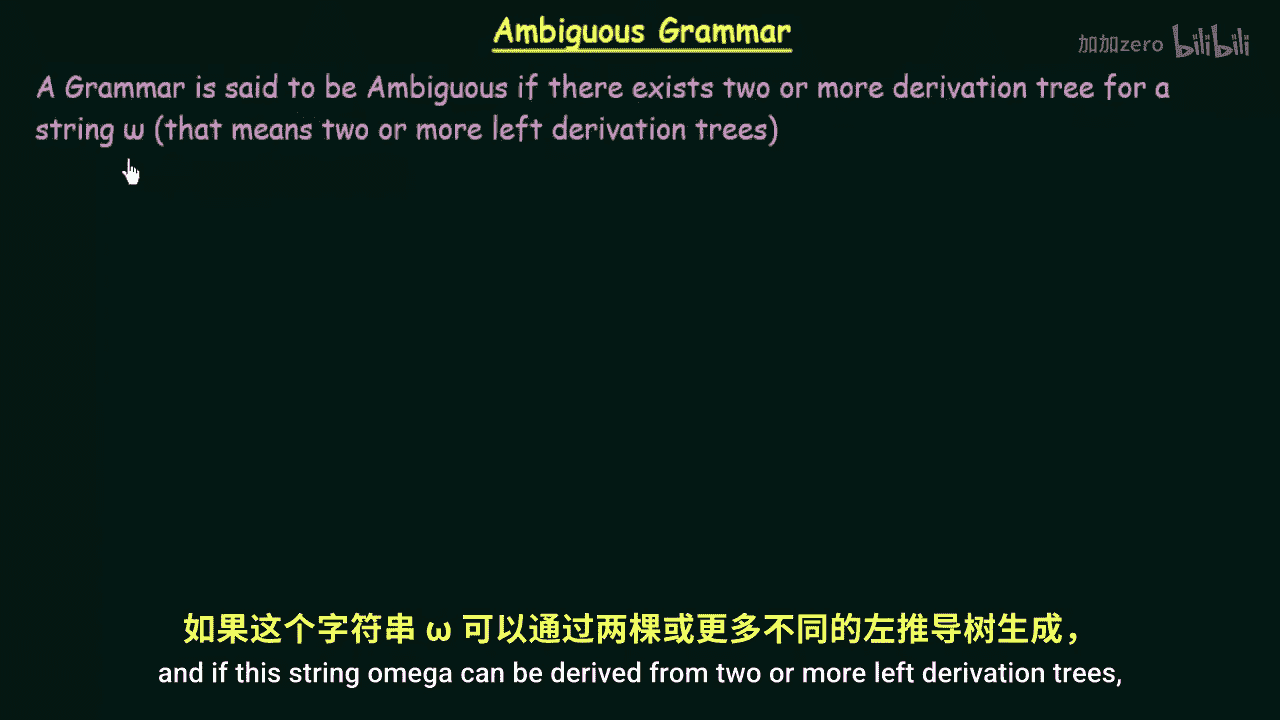 Ambiguous Grammar
加加zero bilibili
A Grammar is said to be Ambiguous if there exists two or more derivation tree for a
string ω (that means two or more left derivation trees)
如果这个字符串 ω 可以通过两棵或更多不同的左推导树生成，
and if this string omega can be derived from two or more left derivation trees,